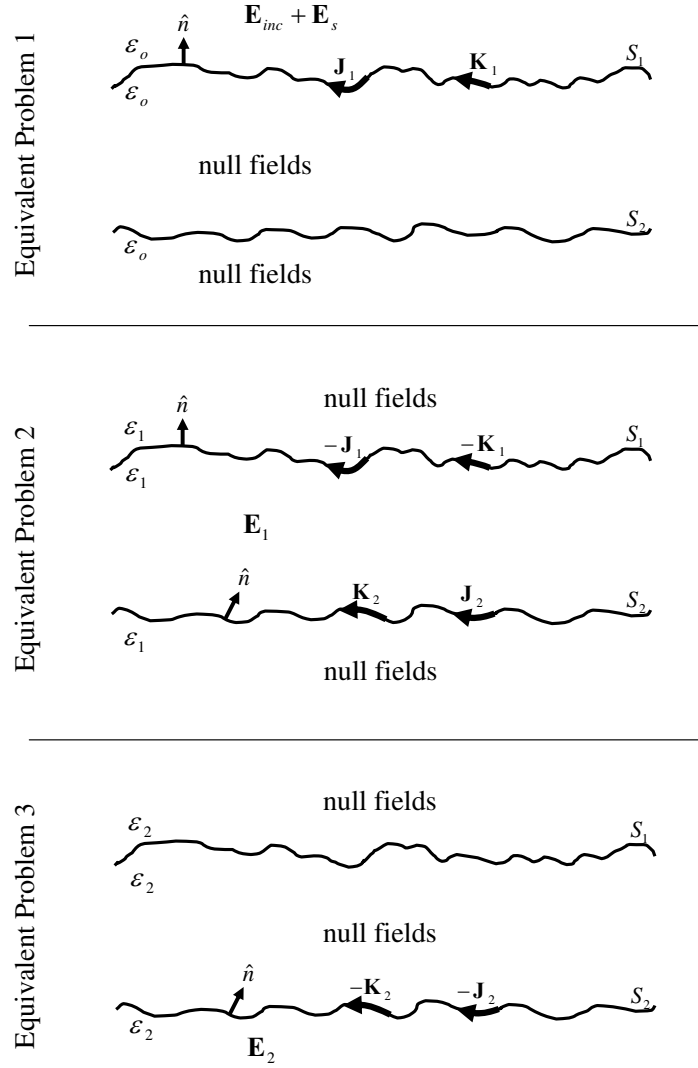 Equivalent Problem 1
E_inc + E_s
n̂
ε_o
ε_o
J_1
K_1
S_1
null fields
S_2
ε_o
null fields
Equivalent Problem 2
null fields
n̂
ε_1
ε_1
−J_1
−K_1
S_1
E_1
n̂
K_2
J_2
S_2
ε_1
null fields
Equivalent Problem 3
null fields
ε_2
ε_2
S_1
null fields
n̂
−K_2
−J_2
S_2
ε_2
E_2